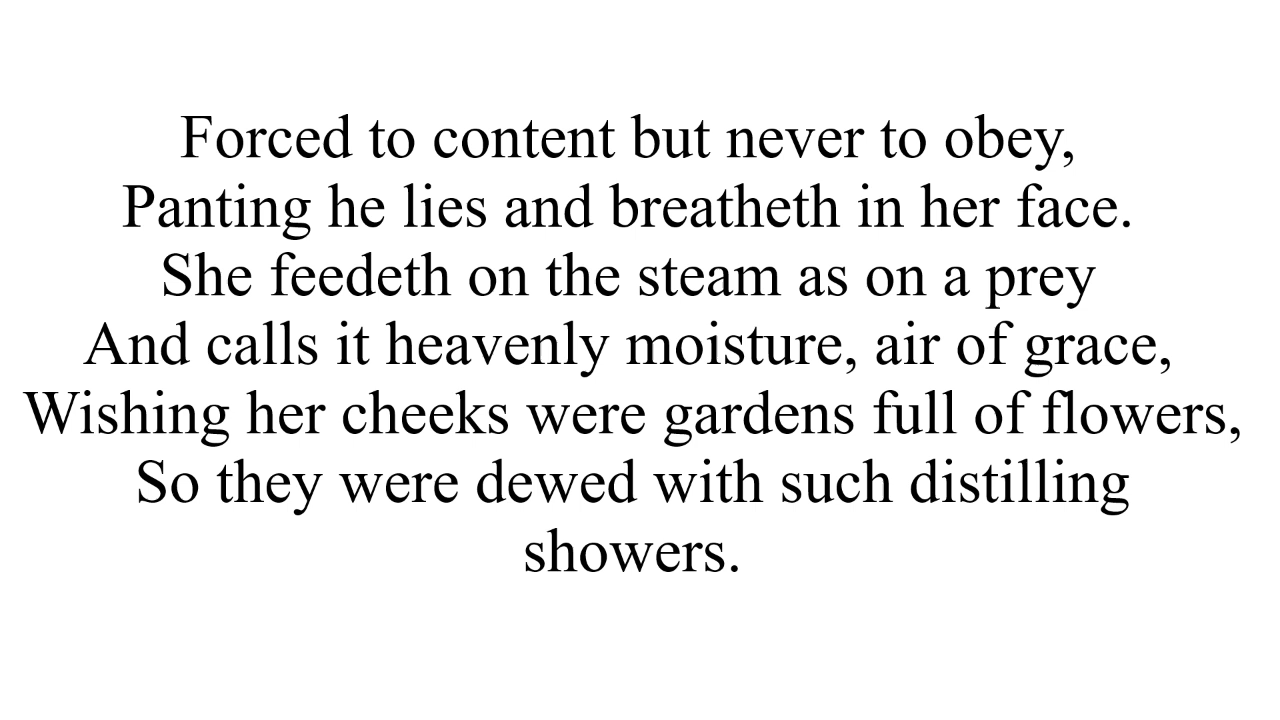 Forced to content but never to obey,
Panting he lies and breatheth in her face.
She feedeth on the steam as on a prey
And calls it heavenly moisture, air of grace,
Wishing her cheeks were gardens full of flowers,
So they were dewed with such distilling
showers.